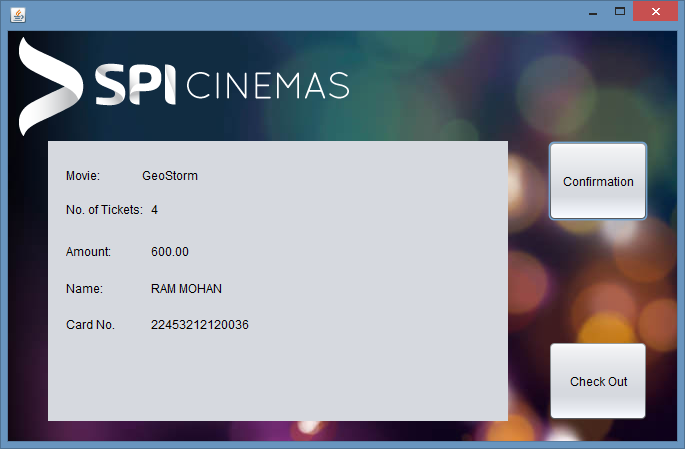 SPI CINEMAS
Movie: GeoStorm
No. of Tickets: 4
Amount: 600.00
Name: RAM MOHAN
Card No. 22453212120036
Confirmation
Check Out